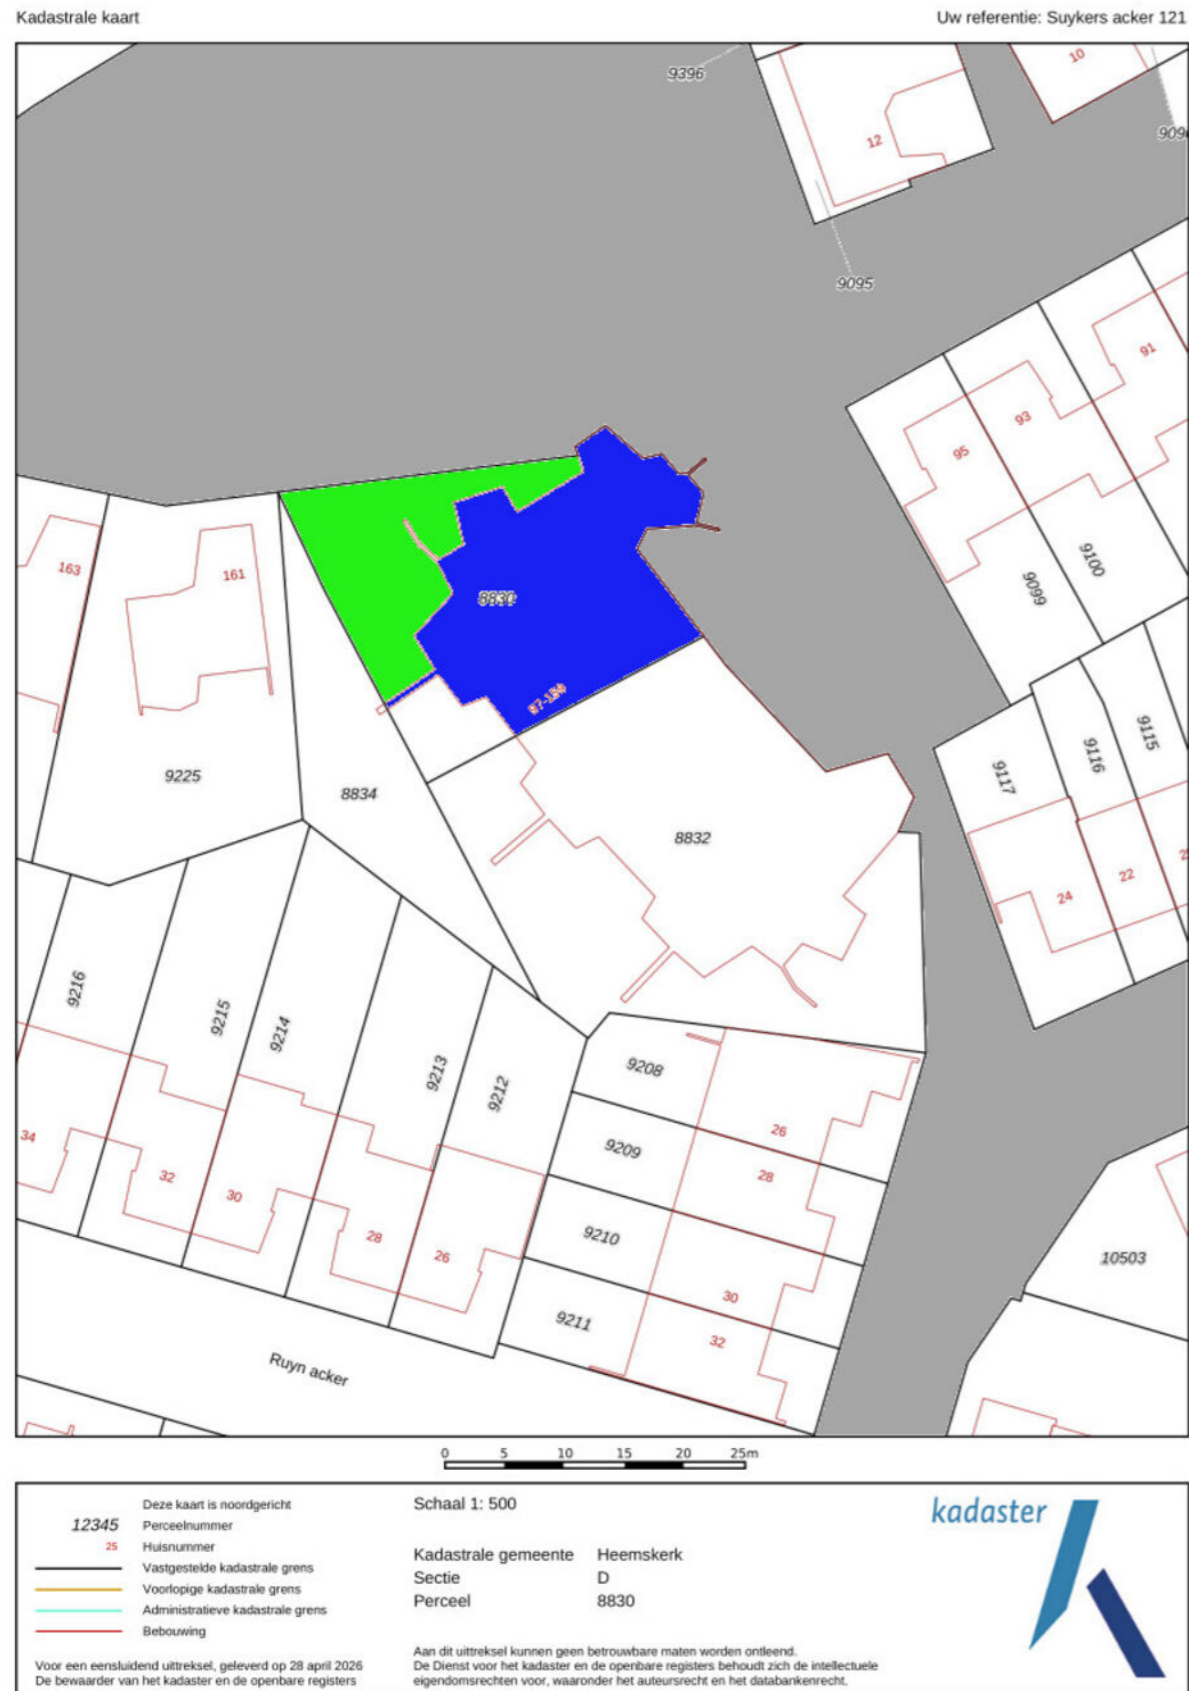 Kadastrale kaart
Uw referentie: Suykers acker 121
9396
10
12
9095
91
93
95
163
161
9100
9099
8830
87-154
9225
8834
9117
9116
9115
8832
24
22
9216
9215
9214
9213
9212
9208
9209
9210
9211
34
32
30
28
26
26
28
30
32
10503
Ruyn acker
0 5 10 15 20 25m
Deze kaart is noordgericht
12345 Perceelnummer
25 Huisnummer
Vastgestelde kadastrale grens
Voorlopige kadastrale grens
Administratieve kadastrale grens
Bebouwing
Voor een eensluidend uittreksel, geleverd op 28 april 2026
De bewaarder van het kadaster en de openbare registers
Schaal 1: 500
Kadastrale gemeente Heemskerk
Sectie D
Perceel 8830
Aan dit uittreksel kunnen geen betrouwbare maten worden ontleend.
De Dienst voor het kadaster en de openbare registers behoudt zich de intellectuele
eigendomsrechten voor, waaronder het auteursrecht en het databankenrecht.
kadaster